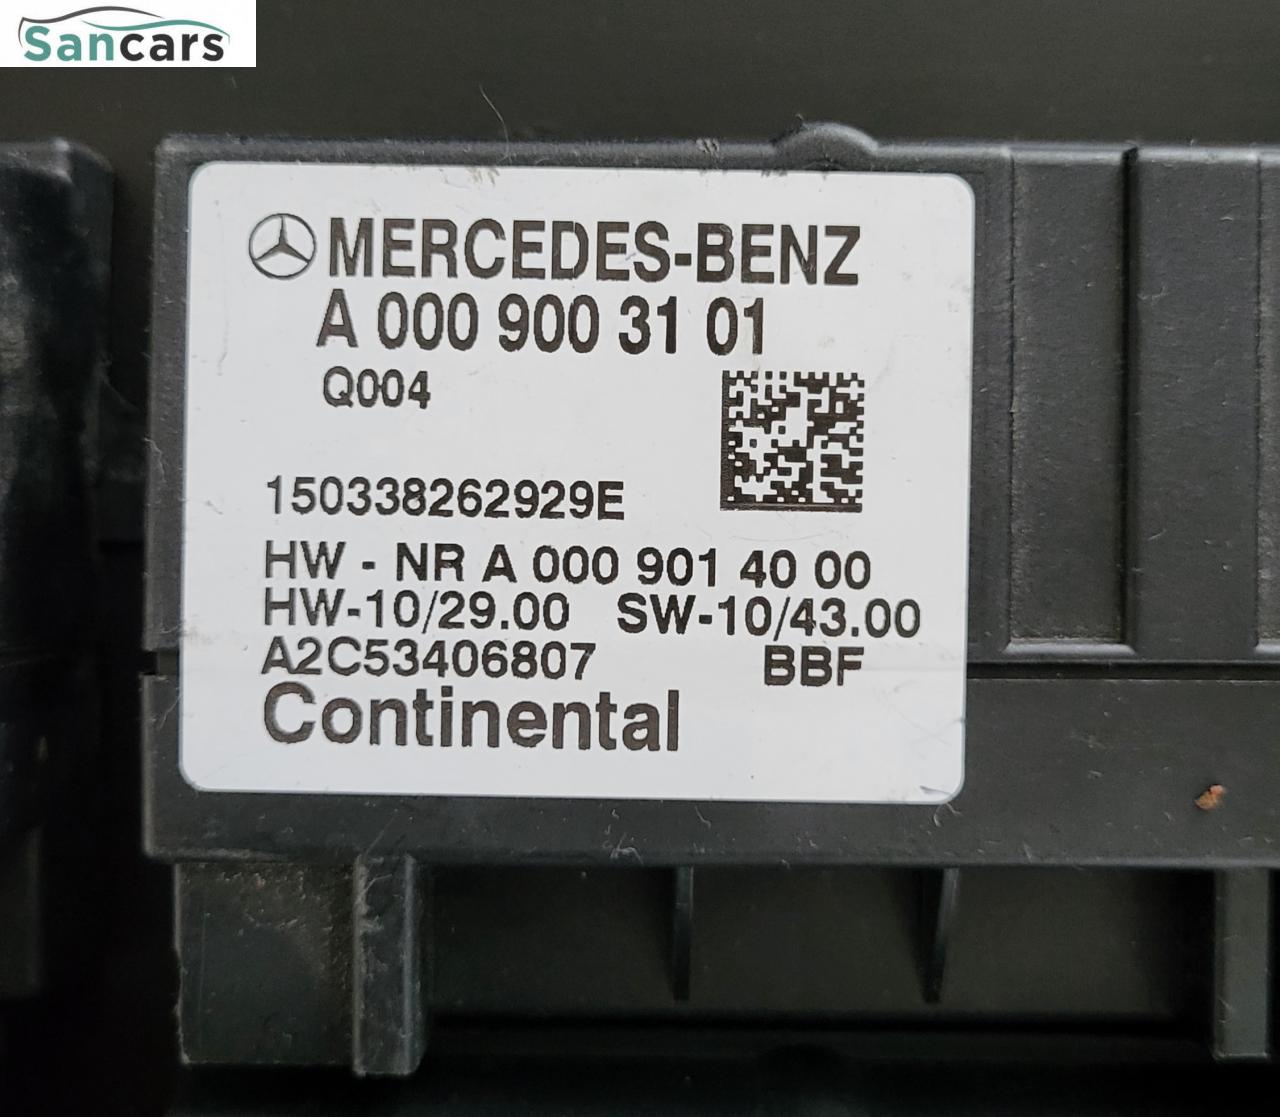 Sancars
MERCEDES-BENZ
A 000 900 31 01
Q004
150338262929E
HW - NR A 000 901 40 00
HW-10/29.00 SW-10/43.00
A2C53406807 BBF
Continental